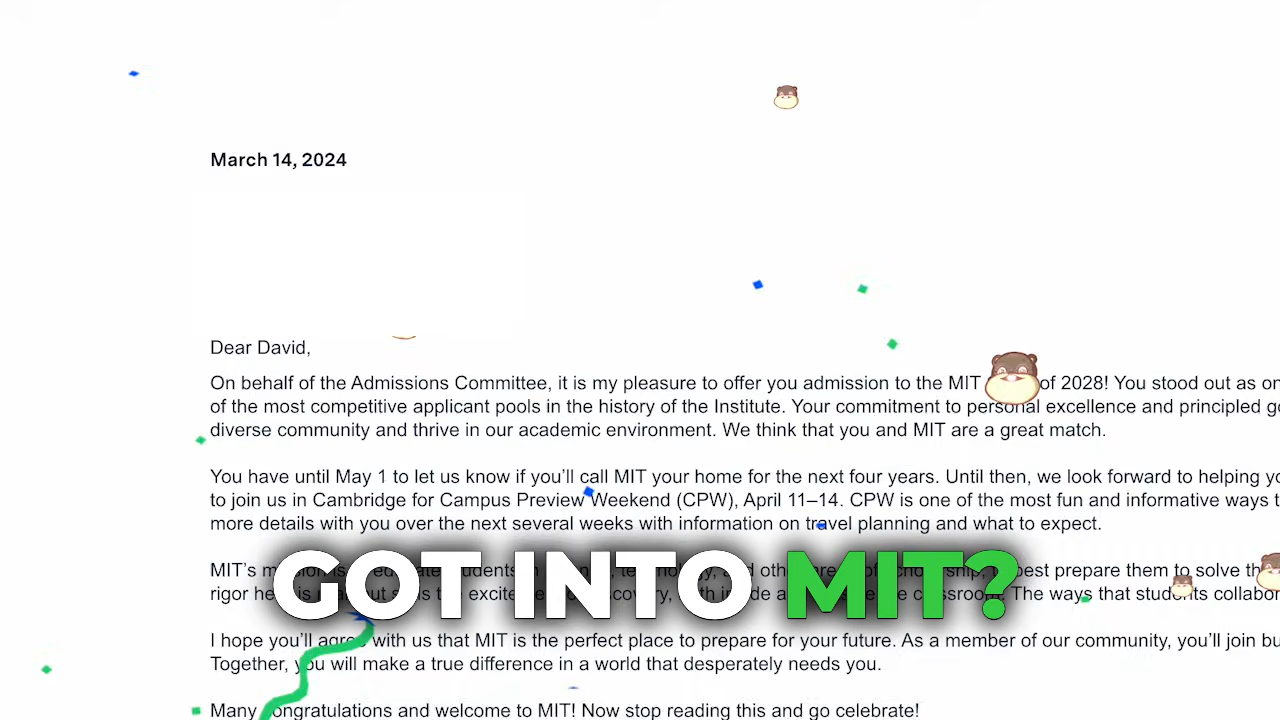 March 14, 2024
Dear David,
On behalf of the Admissions Committee, it is my pleasure to offer you admission to the MIT of 2028! You stood out as on
of the most competitive applicant pools in the history of the Institute. Your commitment to personal excellence and principled go
diverse community and thrive in our academic environment. We think that you and MIT are a great match.
You have until May 1 to let us know if you’ll call MIT your home for the next four years. Until then, we look forward to helping yo
to join us in Cambridge for Campus Preview Weekend (CPW), April 11–14. CPW is one of the most fun and informative ways t
more details with you over the next several weeks with information on travel planning and what to expect.
MIT’s best prepare them to solve th
The ways that students collabor
GOT INTO MIT?
I hope you’ll agree with us that MIT is the perfect place to prepare for your future. As a member of our community, you’ll join bu
Together, you will make a true difference in a world that desperately needs you.
Many congratulations and welcome to MIT! Now stop reading this and go celebrate!